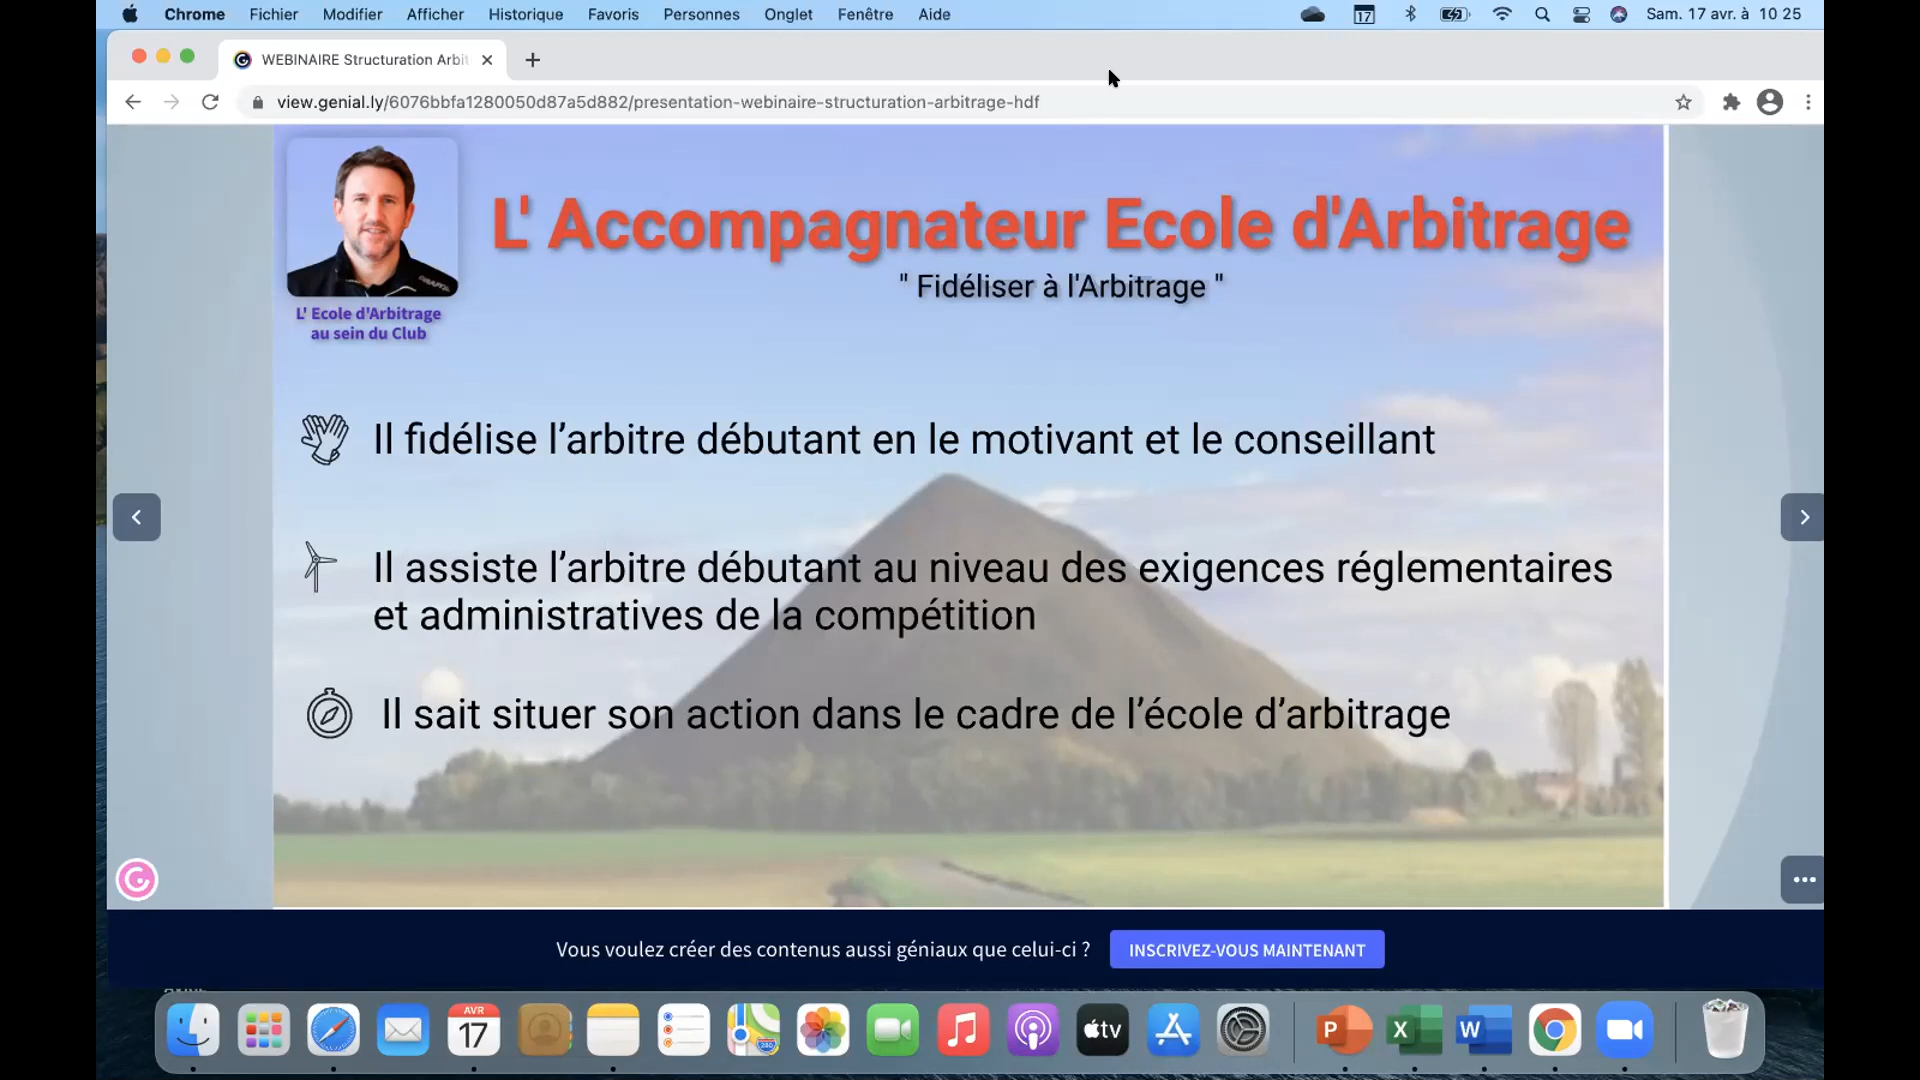 Chrome Fichier Modifier Afficher Historique Favoris Personnes Onglet Fenêtre Aide
17
Sam. 17 avr. à 10 25
WEBINAIRE Structuration Arbi
view.genial.ly/6076bbfa1280050d87a5d882/presentation-webinaire-structuration-arbitrage-hdf
L' Accompagnateur Ecole d'Arbitrage
" Fidéliser à l'Arbitrage "
L' Ecole d'Arbitrage
au sein du Club
Il fidélise l’arbitre débutant en le motivant et le conseillant
Il assiste l’arbitre débutant au niveau des exigences réglementaires
et administratives de la compétition
Il sait situer son action dans le cadre de l’école d’arbitrage
Vous voulez créer des contenus aussi géniaux que celui-ci ?
INSCRIVEZ-VOUS MAINTENANT
AVR
17
280
tv
P
X
W